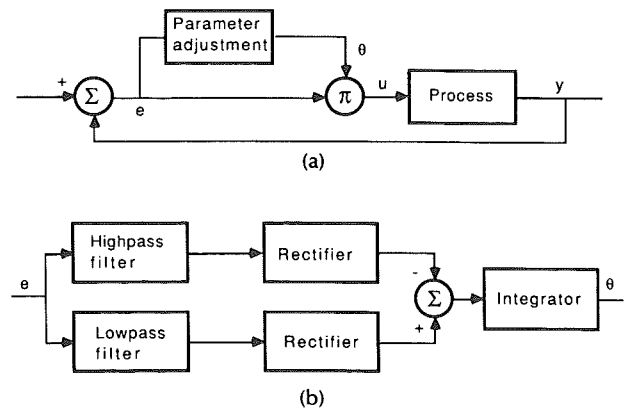 Parameter
adjustment
θ
+
Σ
e
π
u
Process
y
(a)
Highpass
filter
Rectifier
-
e
Σ
Integrator
θ
+
Lowpass
filter
Rectifier
(b)